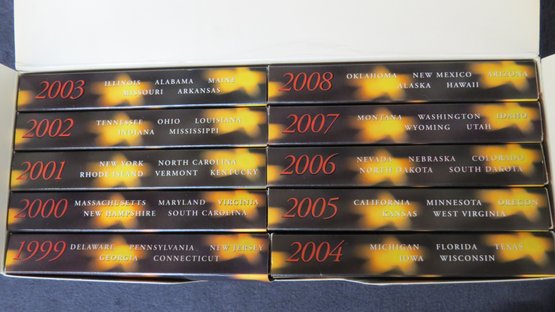 2003 ILLINOIS ALABAMA MAINE
MISSOURI ARKANSAS
2002 TENNESSEE OHIO LOUISIANA
INDIANA MISSISSIPPI
2001 NEW YORK NORTH CAROLINA
RHODE ISLAND VERMONT KENTUCKY
2000 MASSACHUSETTS MARYLAND VIRGINIA
NEW HAMPSHIRE SOUTH CAROLINA
1999 DELAWARE PENNSYLVANIA NEW JERSEY
GEORGIA CONNECTICUT
2008 OKLAHOMA NEW MEXICO ARIZONA
ALASKA HAWAII
2007 MONTANA WASHINGTON IDAHO
WYOMING UTAH
2006 NEVADA NEBRASKA COLORADO
NORTH DAKOTA SOUTH DAKOTA
2005 CALIFORNIA MINNESOTA OREGON
KANSAS WEST VIRGINIA
2004 MICHIGAN FLORIDA TEXAS
IOWA WISCONSIN